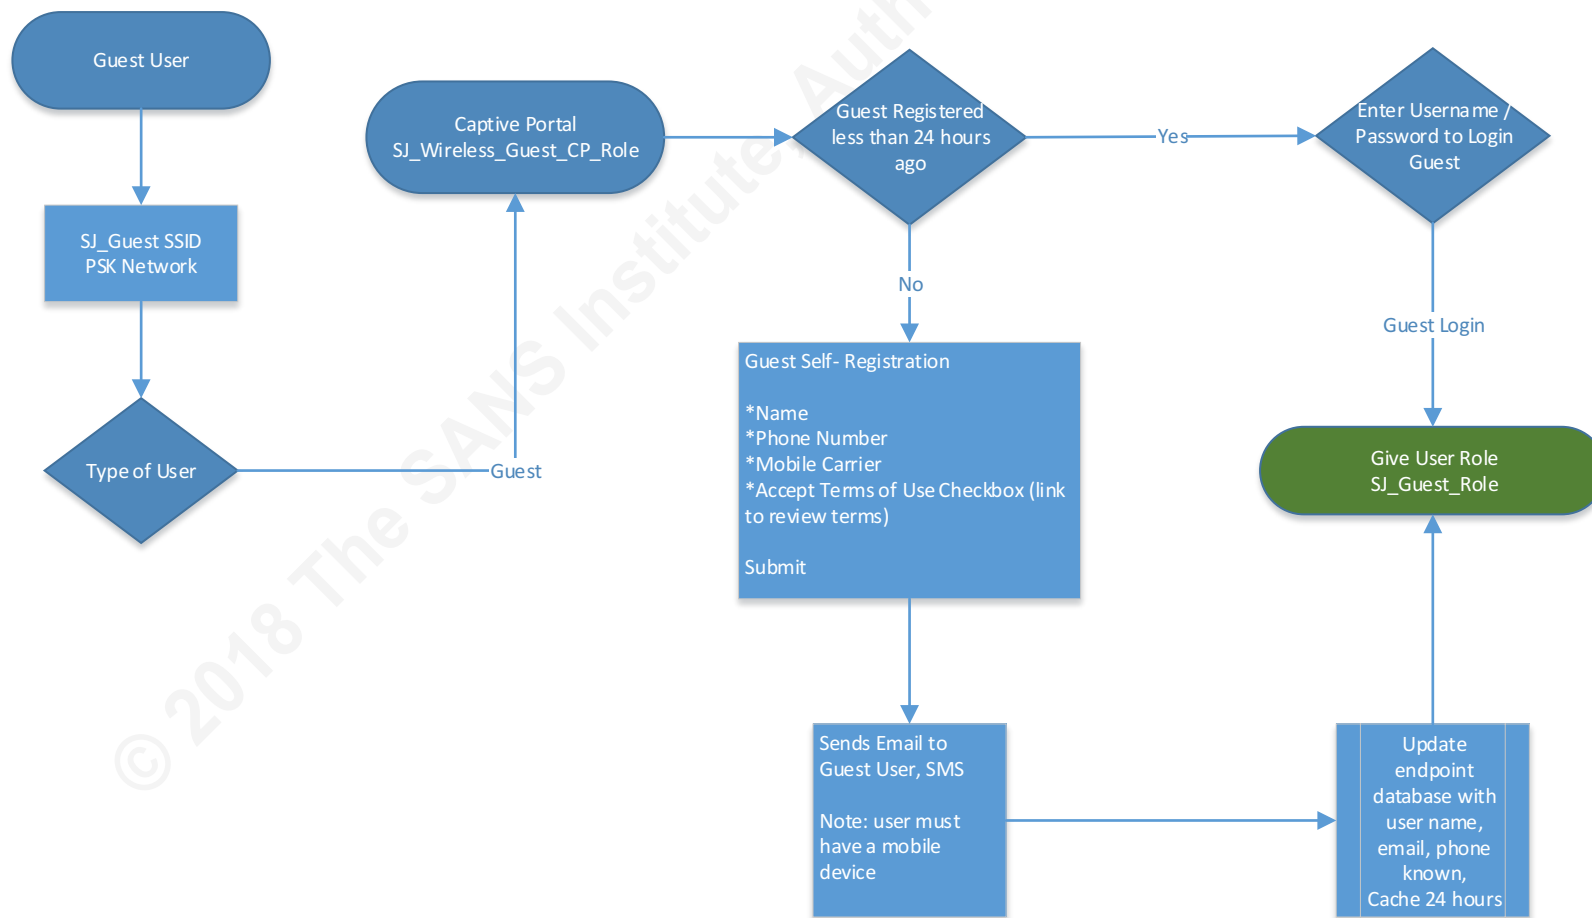 Guest User
SJ_Guest SSID
PSK Network
Type of User
Guest
Captive Portal
SJ_Wireless_Guest_CP_Role
Guest Registered
less than 24 hours
ago
Yes
Enter Username /
Password to Login
Guest
No
Guest Login
Guest Self- Registration
*Name
*Phone Number
*Mobile Carrier
*Accept Terms of Use Checkbox (link
to review terms)
Submit
Give User Role
SJ_Guest_Role
Sends Email to
Guest User, SMS
Note: user must
have a mobile
device
Update
endpoint
database with
user name,
email, phone
known,
Cache 24 hours
© 2018 The SANS Institute, Auth